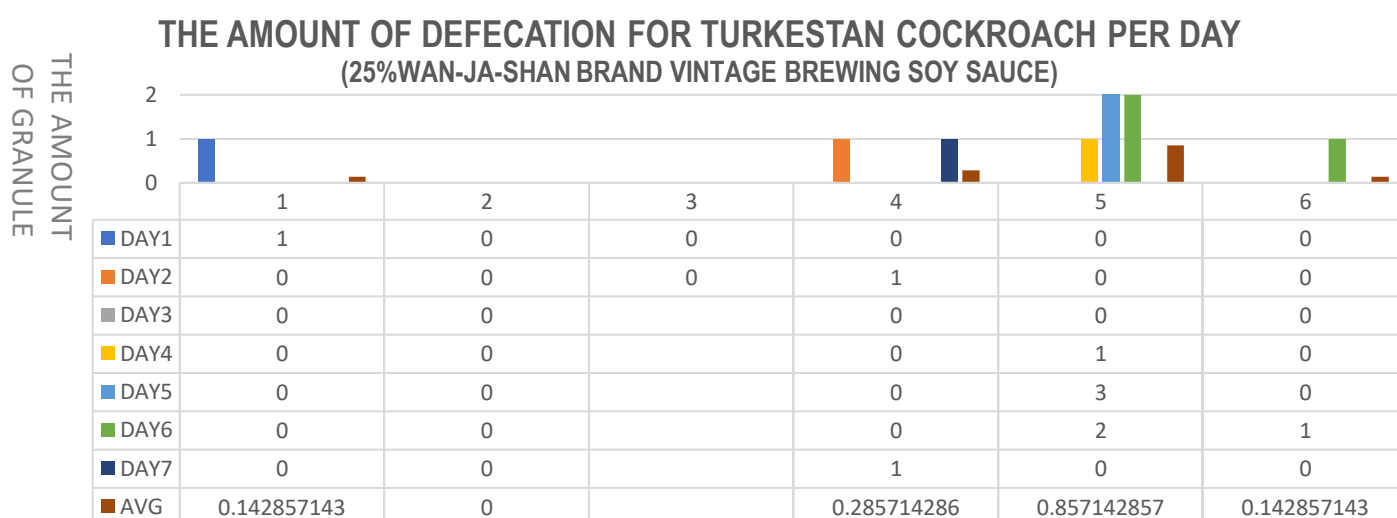 THE AMOUNT OF DEFECATION FOR TURKESTAN COCKROACH PER DAY
(25%WAN-JA-SHAN BRAND VINTAGE BREWING SOY SAUCE)
THE AMOUNT
OF GRANULE
2
1
0
1 2 3 4 5 6
DAY1 1 0 0 0 0 0
DAY2 0 0 0 1 0 0
DAY3 0 0 0 0 0
DAY4 0 0 0 1 0
DAY5 0 0 0 3 0
DAY6 0 0 0 2 1
DAY7 0 0 1 0 0
AVG 0.142857143 0 0.285714286 0.857142857 0.142857143